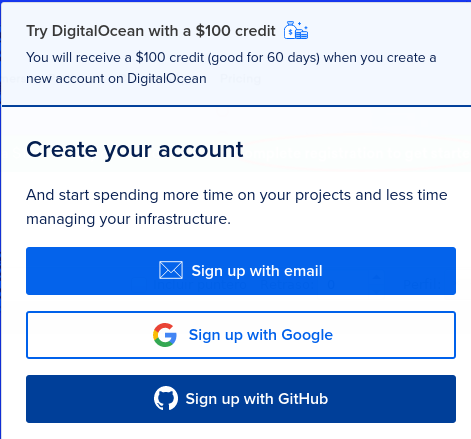 Try DigitalOcean with a $100 credit
You will receive a $100 credit (good for 60 days) when you create a
new account on DigitalOcean
Create your account
And start spending more time on your projects and less time
managing your infrastructure.
Sign up with email
Sign up with Google
Sign up with GitHub